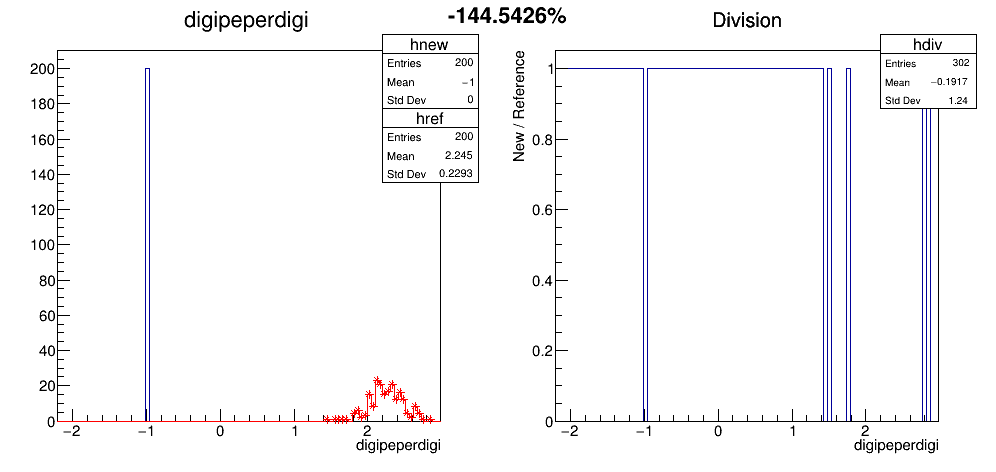 -144.5426%
digipeperdigi
hnew
Entries 200
Mean −1
Std Dev 0
href
Entries 200
Mean 2.245
Std Dev 0.2293
200
180
160
140
120
100
80
60
40
20
0
−2 −1 0 1 2
digipeperdigi
Division
hdiv
Entries 302
Mean −0.1917
Std Dev 1.24
New / Reference
1
0.8
0.6
0.4
0.2
0
−2 −1 0 1 2
digipeperdigi